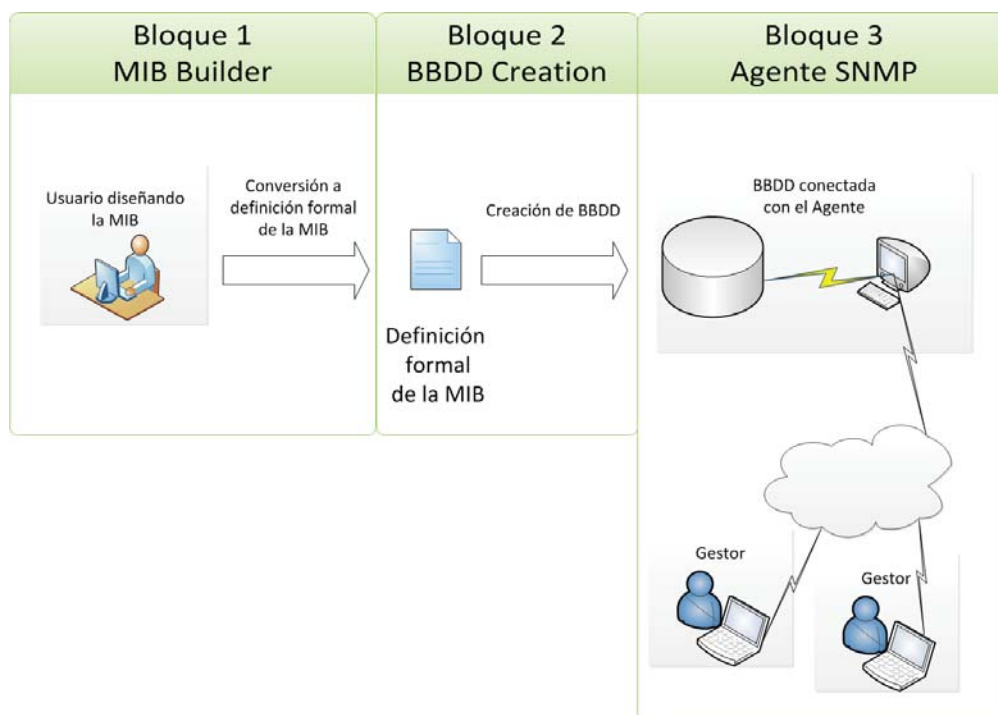 Bloque 1
MIB Builder
Bloque 2
BBDD Creation
Bloque 3
Agente SNMP
Usuario diseñando
la MIB
Conversión a
definición formal
de la MIB
Creación de BBDD
Definición
formal
de la MIB
BBDD conectada
con el Agente
Gestor
Gestor